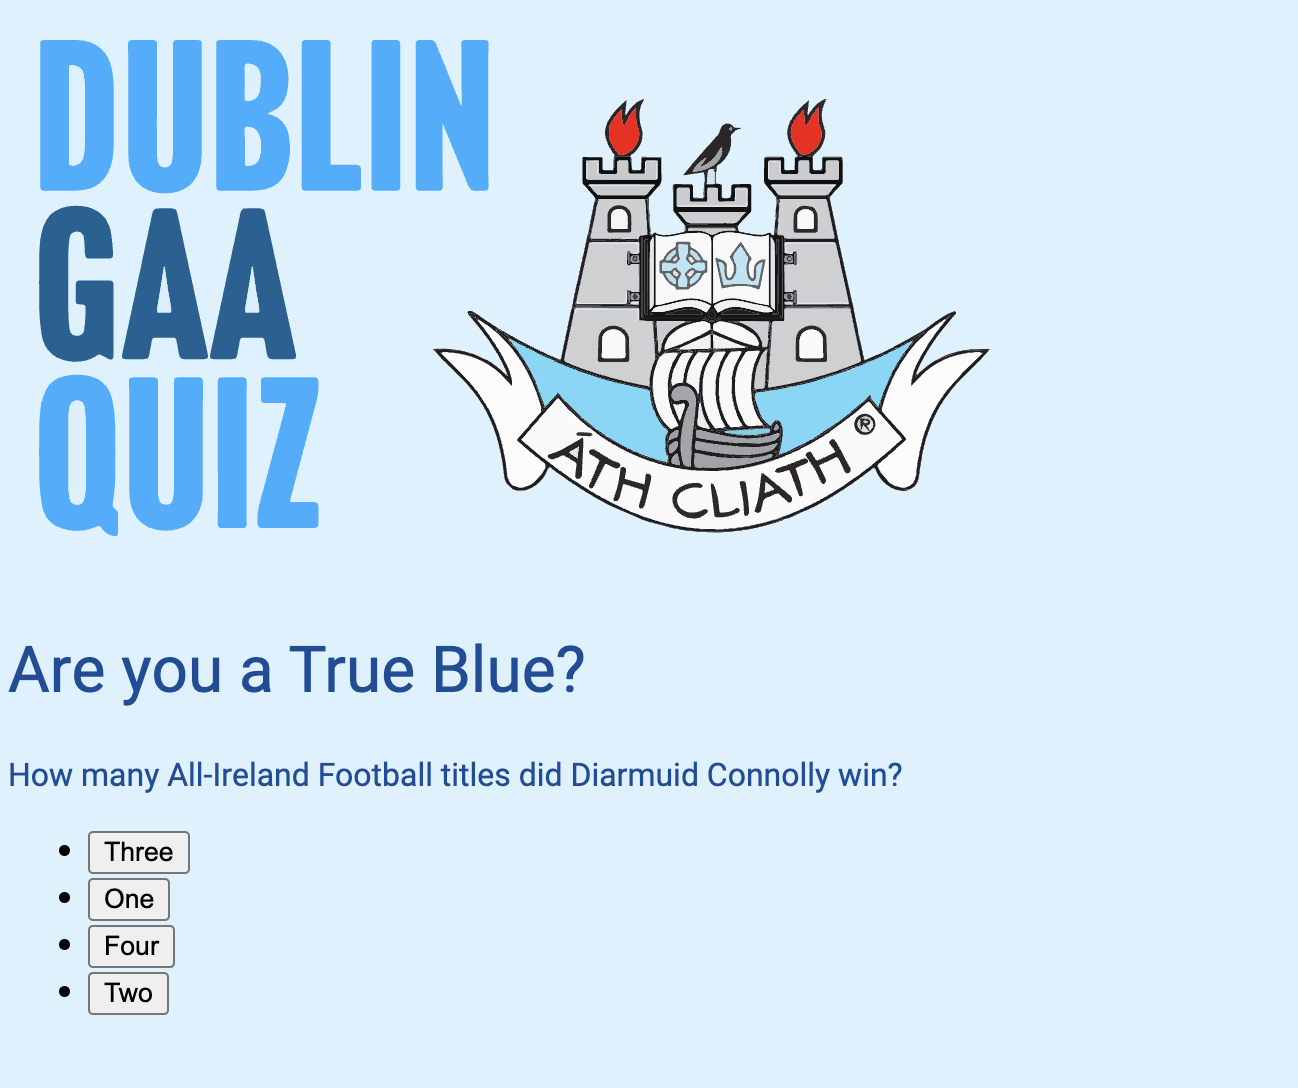 DUBLIN
GAA
QUIZ
ÁTH CLIATH ®
Are you a True Blue?
How many All-Ireland Football titles did Diarmuid Connolly win?
Three
One
Four
Two